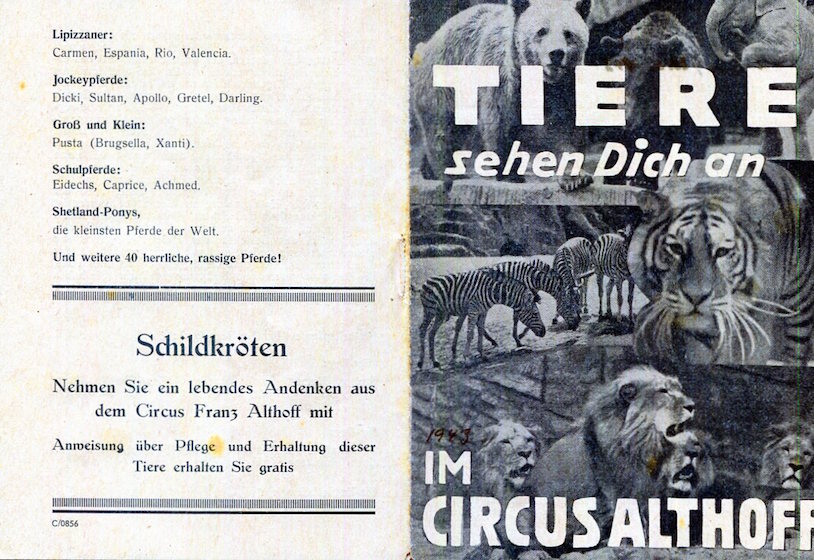 Lipizzaner:
Carmen, Espania, Rio, Valencia.
Jockeypferde:
Dicki, Sultan, Apollo, Gretel, Darling.
Groß und Klein:
Pusta (Brugsella, Xanti).
Schulpferde:
Eidechs, Caprice, Achmed.
Shetland-Ponys,
die kleinsten Pferde der Welt.
Und weitere 40 herrliche, rassige Pferde!
Schildkröten
Nehmen Sie ein lebendes Andenken aus
dem Circus Franz Althoff mit
Anweisung über Pflege und Erhaltung dieser
Tiere erhalten Sie gratis
C/0856
TIERE
sehen Dich an
1943
IM
CIRCUS ALTHOFF